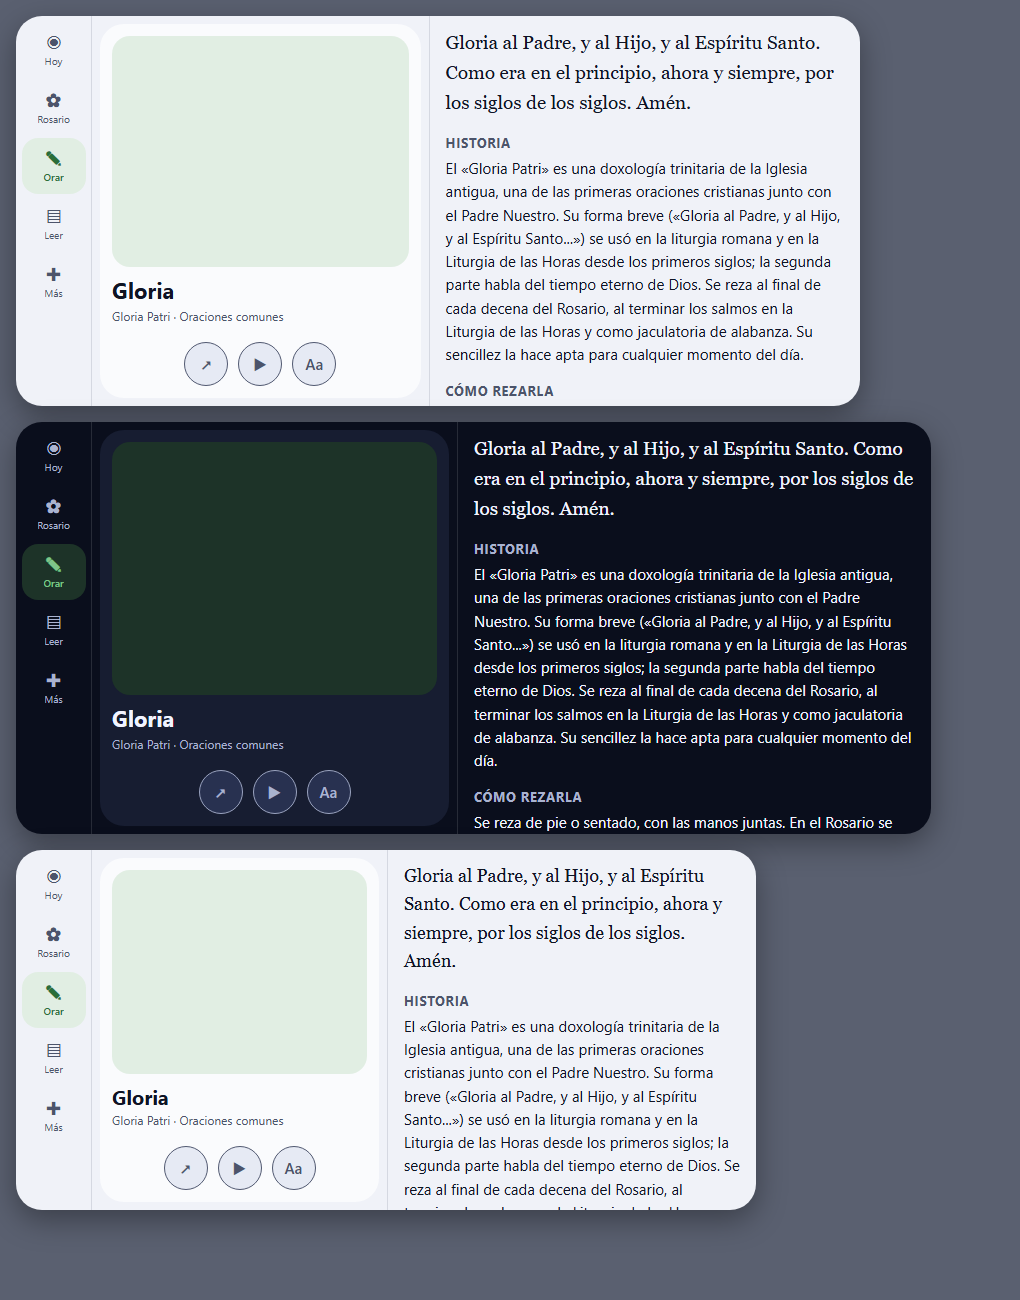 Hoy
Rosario
Orar
Leer
Más
Gloria
Gloria Patri · Oraciones comunes
Aa
Gloria al Padre, y al Hijo, y al Espíritu Santo.
Como era en el principio, ahora y siempre, por
los siglos de los siglos. Amén.
HISTORIA
El «Gloria Patri» es una doxología trinitaria de la Iglesia
antigua, una de las primeras oraciones cristianas junto con
el Padre Nuestro. Su forma breve («Gloria al Padre, y al Hijo,
y al Espíritu Santo...») se usó en la liturgia romana y en la
Liturgia de las Horas desde los primeros siglos; la segunda
parte habla del tiempo eterno de Dios. Se reza al final de
cada decena del Rosario, al terminar los salmos en la
Liturgia de las Horas y como jaculatoria de alabanza. Su
sencillez la hace apta para cualquier momento del día.
CÓMO REZARLA
Hoy
Rosario
Orar
Leer
Más
Gloria
Gloria Patri · Oraciones comunes
Aa
Gloria al Padre, y al Hijo, y al Espíritu Santo. Como
era en el principio, ahora y siempre, por los siglos de
los siglos. Amén.
HISTORIA
El «Gloria Patri» es una doxología trinitaria de la Iglesia antigua,
una de las primeras oraciones cristianas junto con el Padre
Nuestro. Su forma breve («Gloria al Padre, y al Hijo, y al Espíritu
Santo...») se usó en la liturgia romana y en la Liturgia de las Horas
desde los primeros siglos; la segunda parte habla del tiempo
eterno de Dios. Se reza al final de cada decena del Rosario, al
terminar los salmos en la Liturgia de las Horas y como jaculatoria
de alabanza. Su sencillez la hace apta para cualquier momento del
día.
CÓMO REZARLA
Se reza de pie o sentado, con las manos juntas. En el Rosario se
Hoy
Rosario
Orar
Leer
Más
Gloria
Gloria Patri · Oraciones comunes
Aa
Gloria al Padre, y al Hijo, y al Espíritu
Santo. Como era en el principio, ahora y
siempre, por los siglos de los siglos.
Amén.
HISTORIA
El «Gloria Patri» es una doxología trinitaria de la
Iglesia antigua, una de las primeras oraciones
cristianas junto con el Padre Nuestro. Su forma
breve («Gloria al Padre, y al Hijo, y al Espíritu
Santo...») se usó en la liturgia romana y en la
Liturgia de las Horas desde los primeros siglos; la
segunda parte habla del tiempo eterno de Dios. Se
reza al final de cada decena del Rosario, al